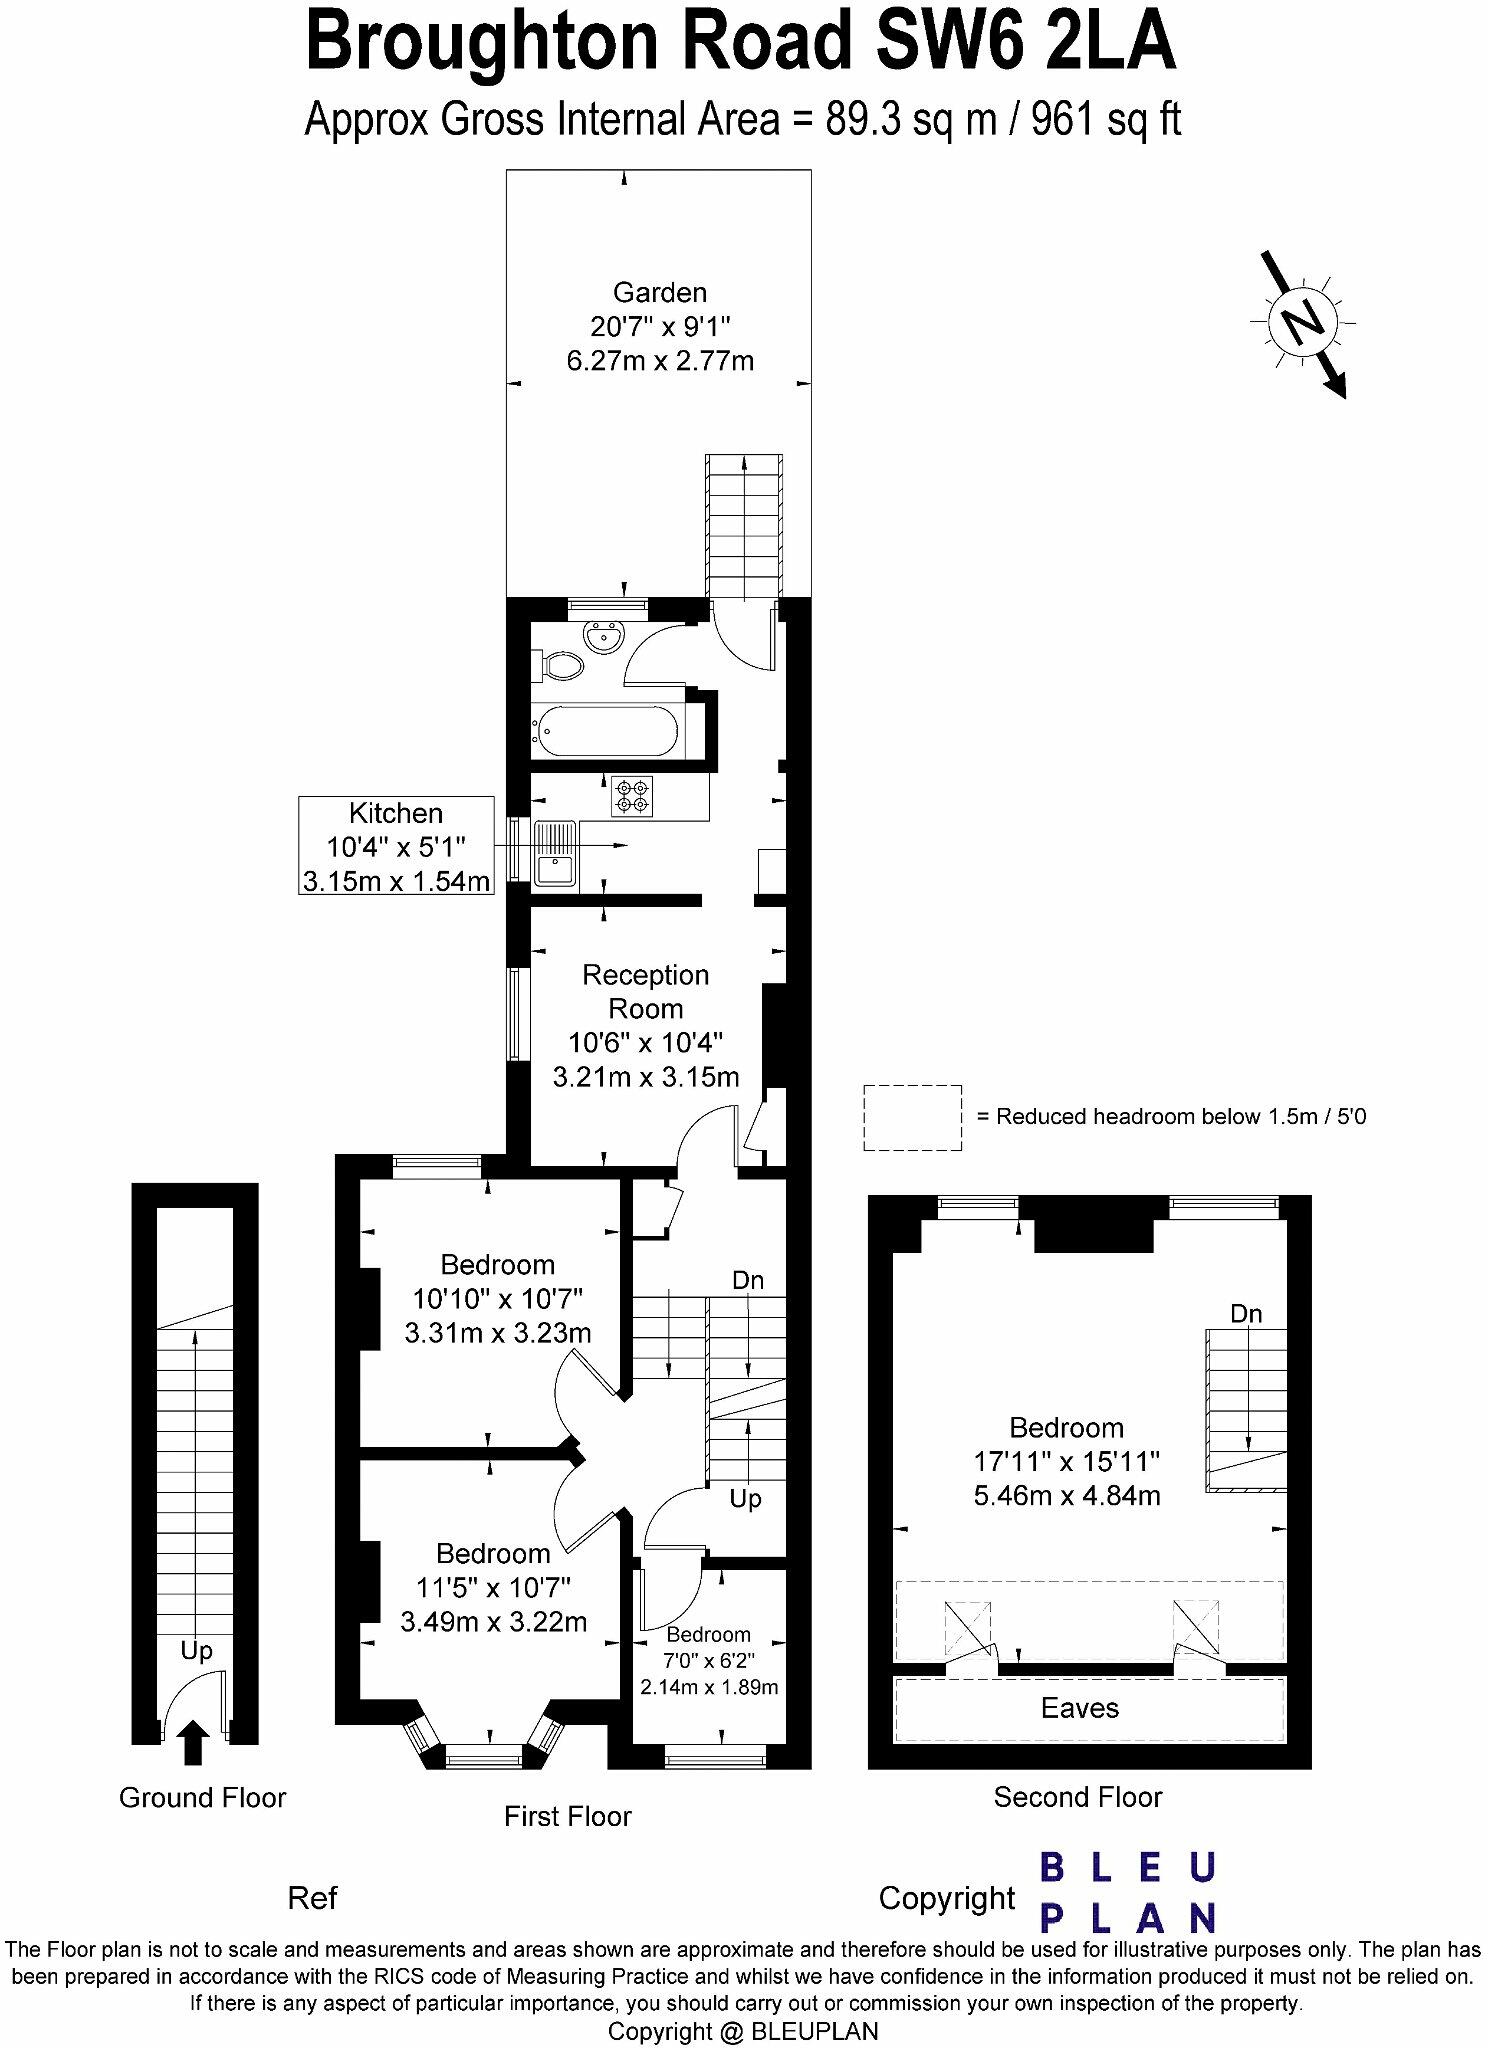 Broughton Road SW6 2LA
Approx Gross Internal Area = 89.3 sq m / 961 sq ft
Garden
20'7" x 9'1"
6.27m x 2.77m
N
Kitchen
10'4" x 5'1"
3.15m x 1.54m
Reception
Room
10'6" x 10'4"
3.21m x 3.15m
= Reduced headroom below 1.5m / 5'0
Bedroom
10'10" x 10'7"
3.31m x 3.23m
Dn
Up
Bedroom
11'5" x 10'7"
3.49m x 3.22m
Bedroom
7'0" x 6'2"
2.14m x 1.89m
Up
Dn
Bedroom
17'11" x 15'11"
5.46m x 4.84m
Eaves
Ground Floor
First Floor
Second Floor
Ref
Copyright
BLEU
PLAN
The Floor plan is not to scale and measurements and areas shown are approximate and therefore should be used for illustrative purposes only. The plan has
been prepared in accordance with the RICS code of Measuring Practice and whilst we have confidence in the information produced it must not be relied on.
If there is any aspect of particular importance, you should carry out or commission your own inspection of the property.
Copyright @ BLEUPLAN